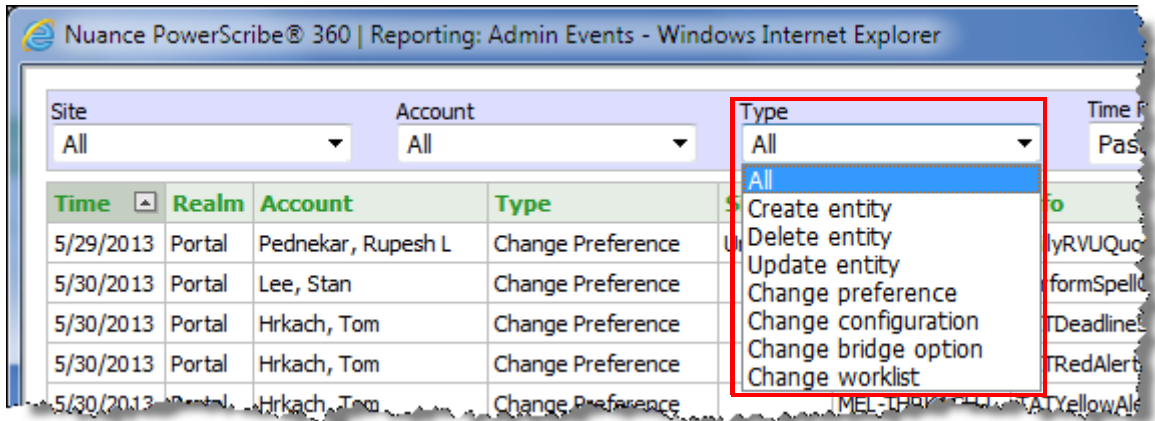 Nuance PowerScribe® 360 | Reporting: Admin Events - Windows Internet Explorer
Site Account Type Time
All All All
All
Create entity
Delete entity
Update entity
Change preference
Change configuration
Change bridge option
Change worklist
Time Realm Account Type
5/29/2013 Portal Pednekar, Rupesh L Change Preference
5/30/2013 Portal Lee, Stan Change Preference
5/30/2013 Portal Hrkach, Tom Change Preference
5/30/2013 Portal Hrkach, Tom Change Preference
5/30/2013 Portal Hrkach, Tom Change Preference